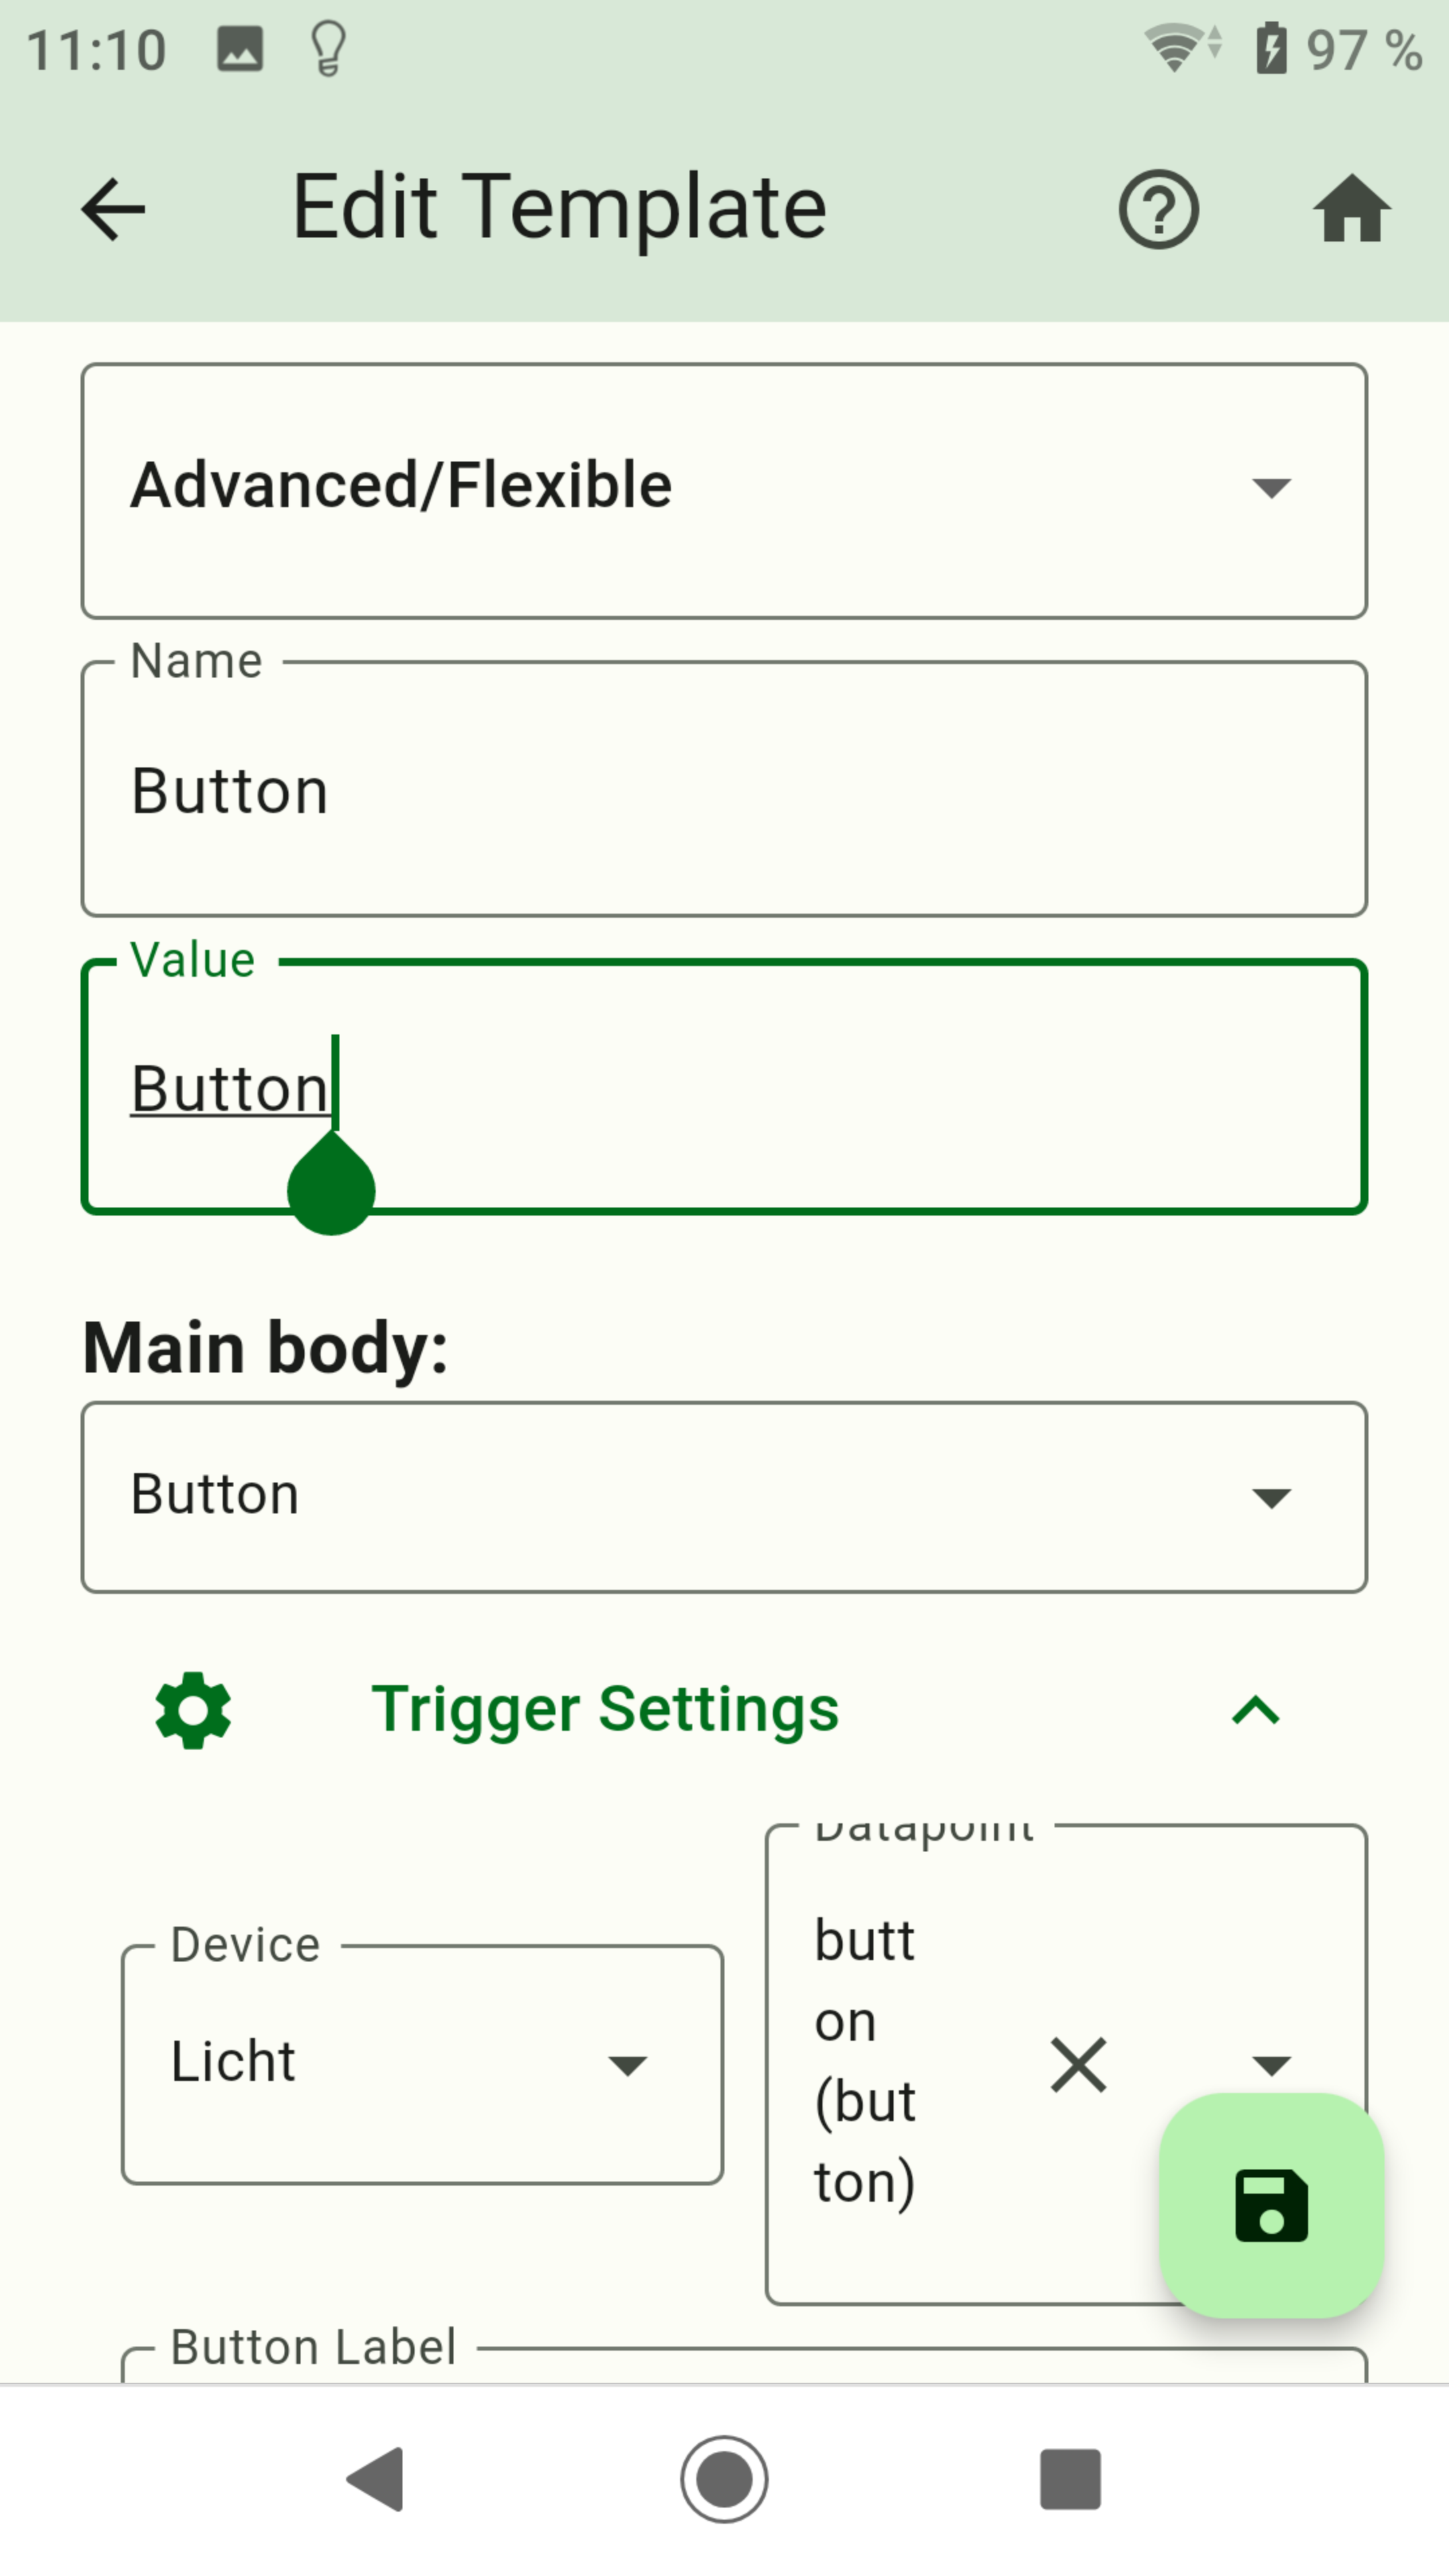 11:10
97 %
Edit Template
Advanced/Flexible
Name
Button
Value
Button
Main body:
Button
Trigger Settings
Datapoint
butt
on
(but
ton)
Device
Licht
Button Label